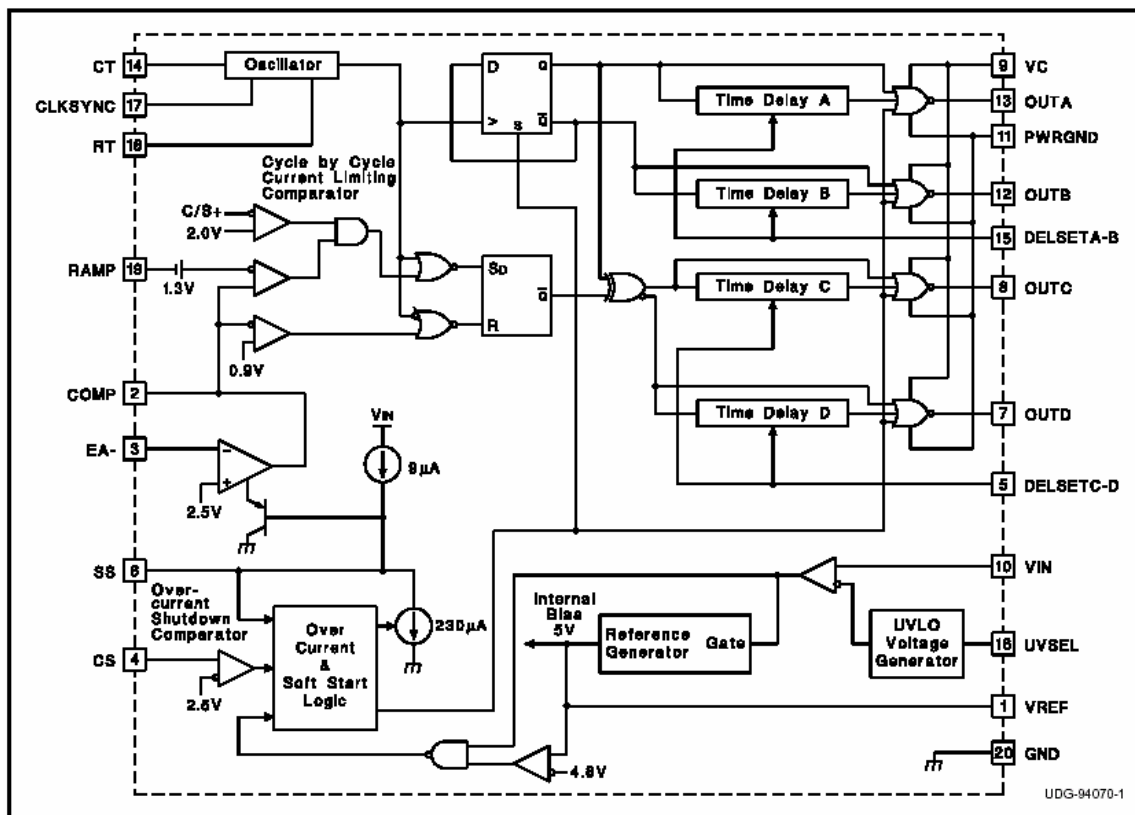 CT 14
Oscillator
D Q
9 VC
CLKSYNC 17
Time Delay A
13 OUTA
V S Q
RT 18
11 PWRGND
Cycle by Cycle
Current Limiting
Comparator
C/S+
2.0V
Time Delay B
12 OUTB
15 DELSETA-B
RAMP 19
1.3V
SD
Q
R
Time Delay C
8 OUTC
0.9V
COMP 2
VIN
Time Delay D
7 OUTD
EA- 3
- +
2.5V
9μA
5 DELSETC-D
SS 6
10 VIN
Over-
current
Shutdown
Comparator
Over
Current
&
Soft Start
Logic
230μA
Internal
Bias
5V
Reference
Generator
Gate
UVLO
Voltage
Generator
16 UVSEL
CS 4
2.5V
1 VREF
4.8V
20 GND
UDG-94070-1